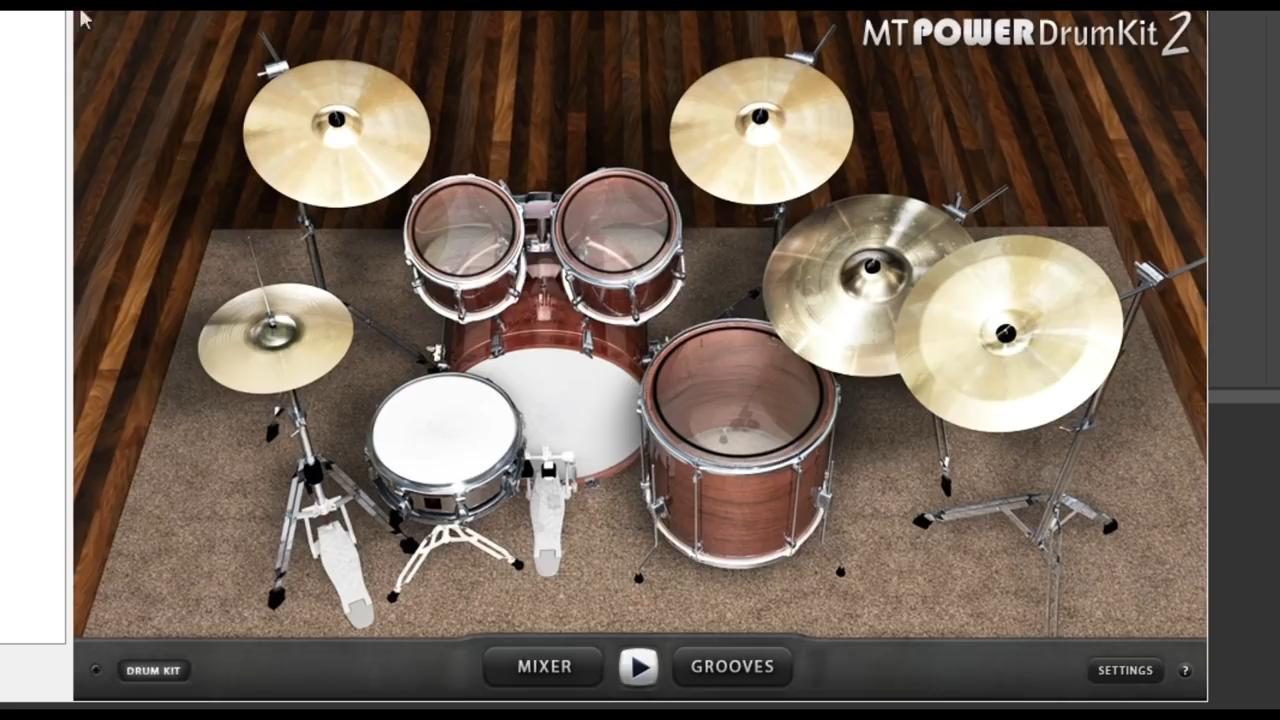 MT POWER DrumKit 2
DRUM KIT
MIXER
GROOVES
SETTINGS
?